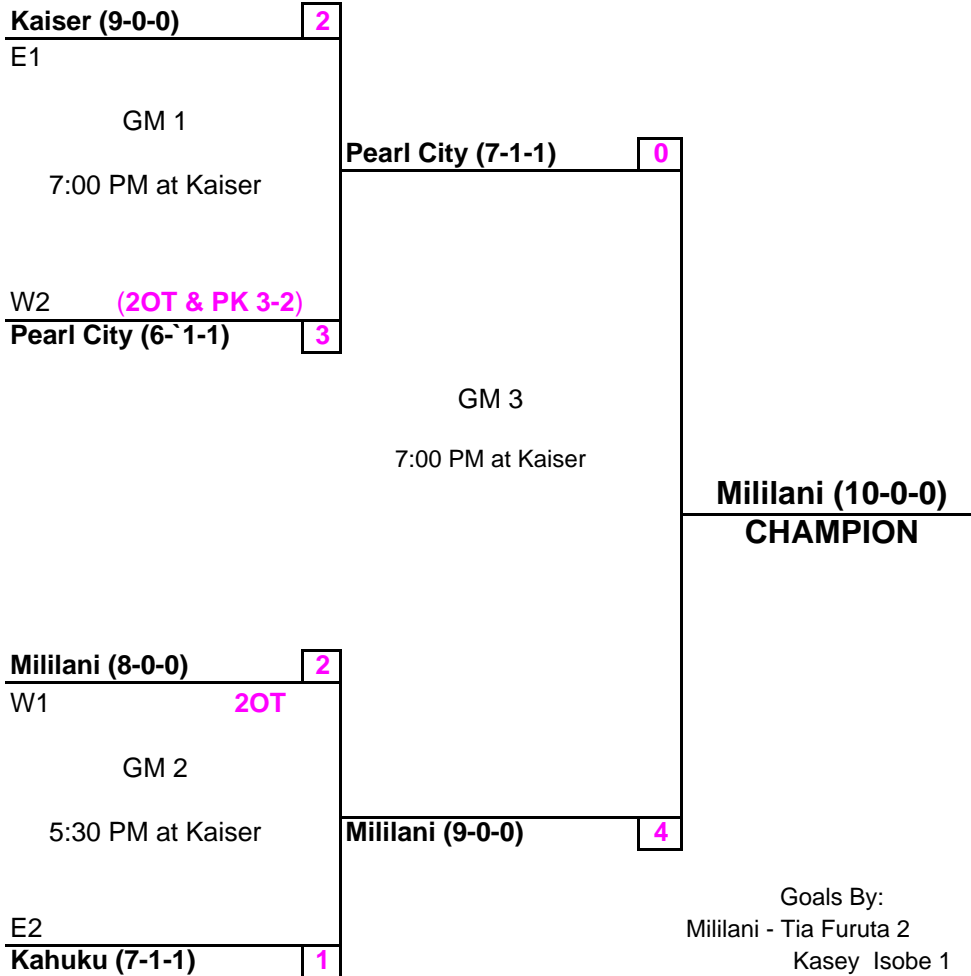 Kaiser (9-0-0) 2
E1
GM 1
7:00 PM at Kaiser
W2 (2OT & PK 3-2)
Pearl City (6-`1-1) 3
Pearl City (7-1-1) 0
GM 3
7:00 PM at Kaiser
Mililani (10-0-0)
CHAMPION
Mililani (8-0-0) 2
W1 2OT
GM 2
5:30 PM at Kaiser
E2
Kahuku (7-1-1) 1
Mililani (9-0-0) 4
Goals By:
Mililani - Tia Furuta 2
Kasey Isobe 1